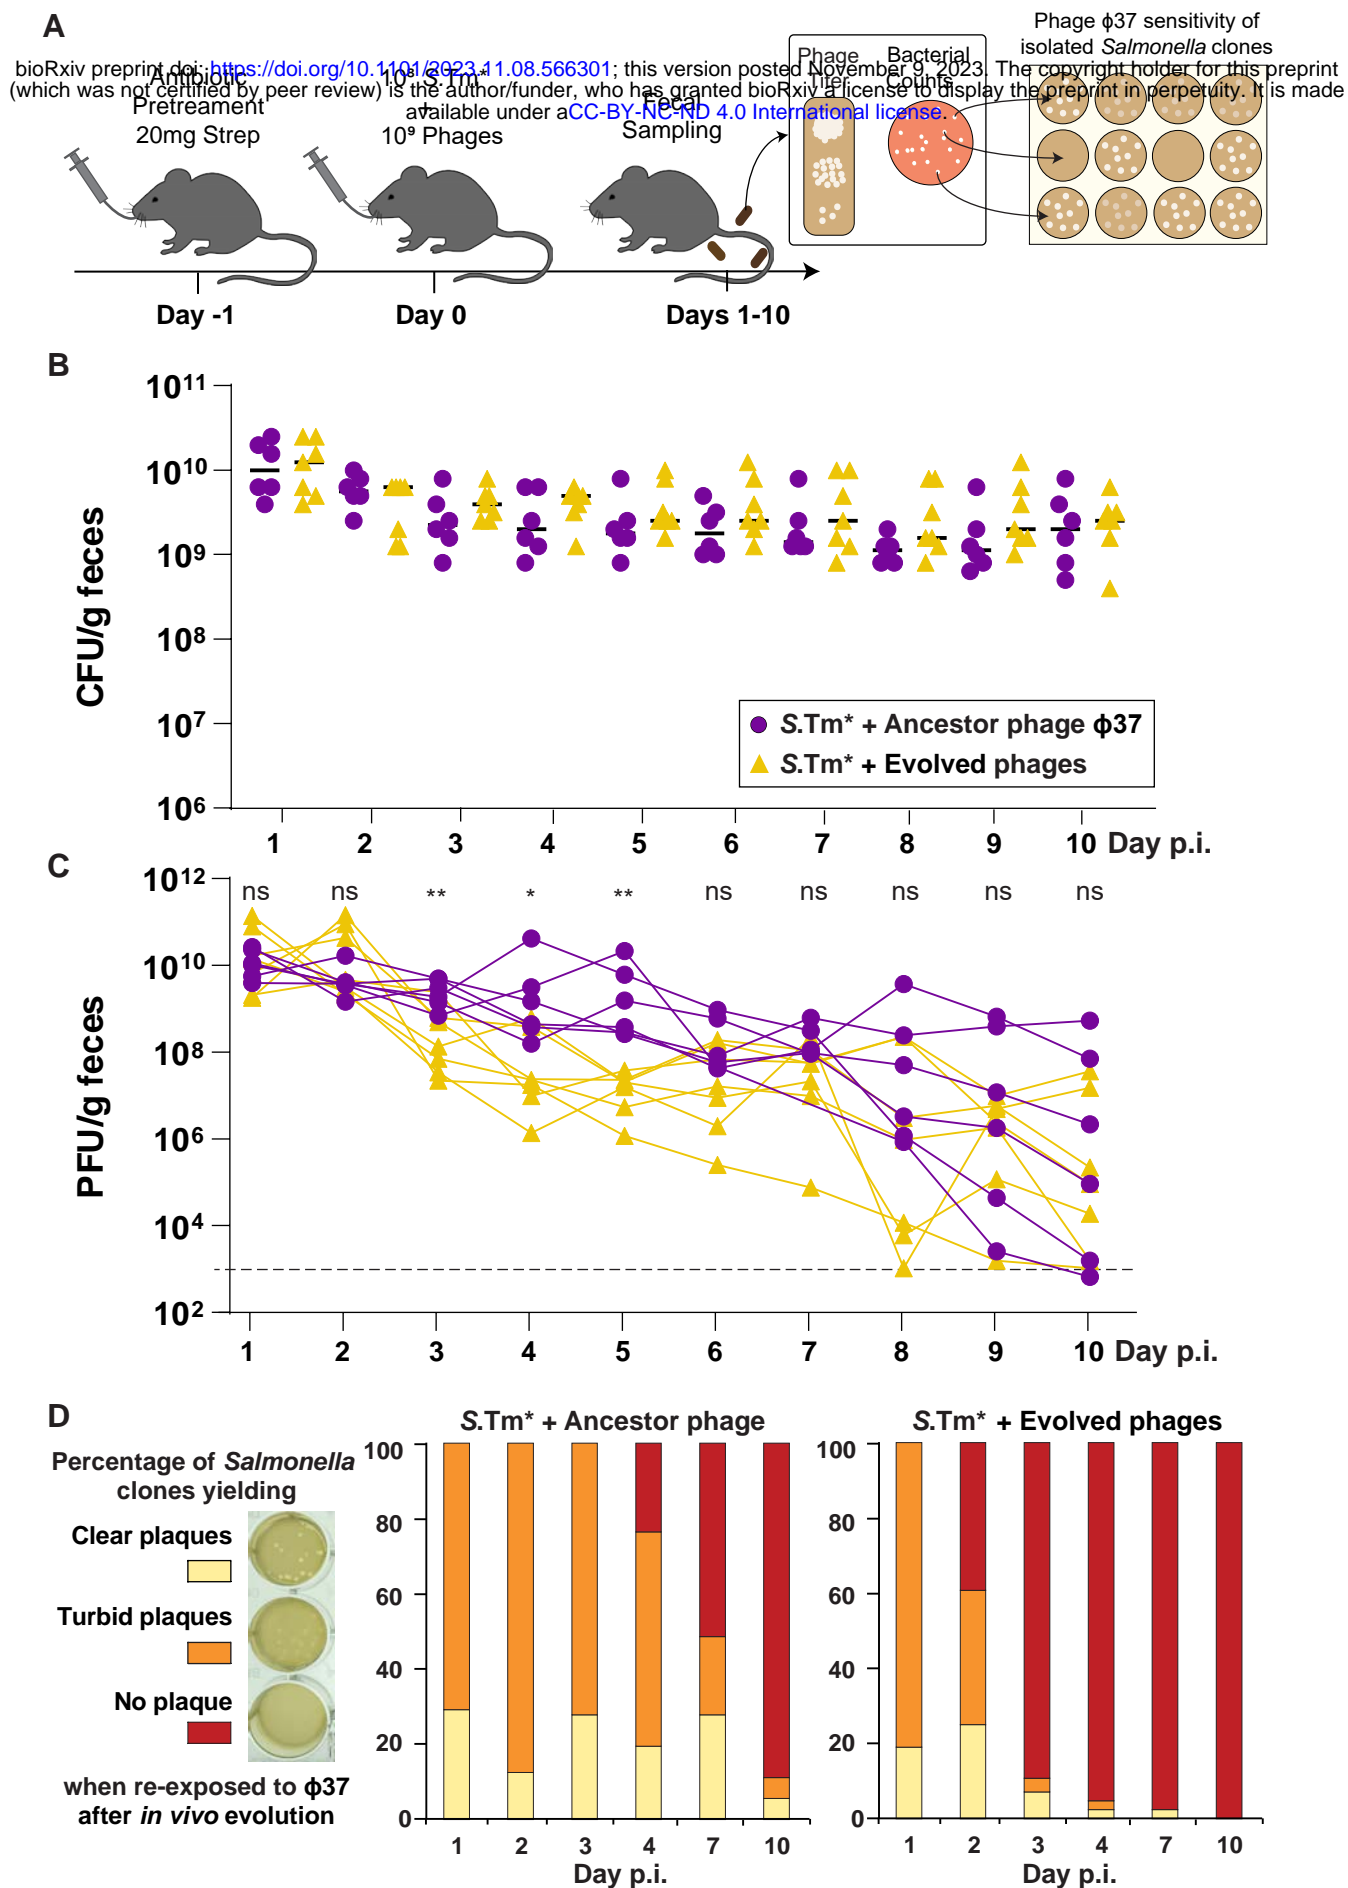 A
Phage ϕ37 sensitivity of
isolated Salmonella clones
Phage
Titer
Bacterial
Counts
bioRxiv preprint doi: https://doi.org/10.1101/2023.11.08.566301; this version posted November 9, 2023. The copyright holder for this preprint
(which was not certified by peer review) is the author/funder, who has granted bioRxiv a license to display the preprint in perpetuity. It is made
available under aCC-BY-NC-ND 4.0 International license.
Antibiotic
Pretreatment
20mg Strep
S.Tm*
+
10⁹ Phages
Fecal
Sampling
Day -1
Day 0
Days 1-10
B
CFU/g feces
10¹¹
10¹⁰
10⁹
10⁸
10⁷
10⁶
S.Tm* + Ancestor phage ϕ37
S.Tm* + Evolved phages
1 2 3 4 5 6 7 8 9 10 Day p.i.
C
PFU/g feces
10¹²
10¹⁰
10⁸
10⁶
10⁴
10²
ns ns ** * ** ns ns ns ns ns
1 2 3 4 5 6 7 8 9 10 Day p.i.
D
Percentage of Salmonella
clones yielding
Clear plaques
Turbid plaques
No plaque
when re-exposed to ϕ37
after in vivo evolution
S.Tm* + Ancestor phage
100
80
60
40
20
0
1 2 3 4 7 10
Day p.i.
S.Tm* + Evolved phages
100
80
60
40
20
0
1 2 3 4 7 10
Day p.i.